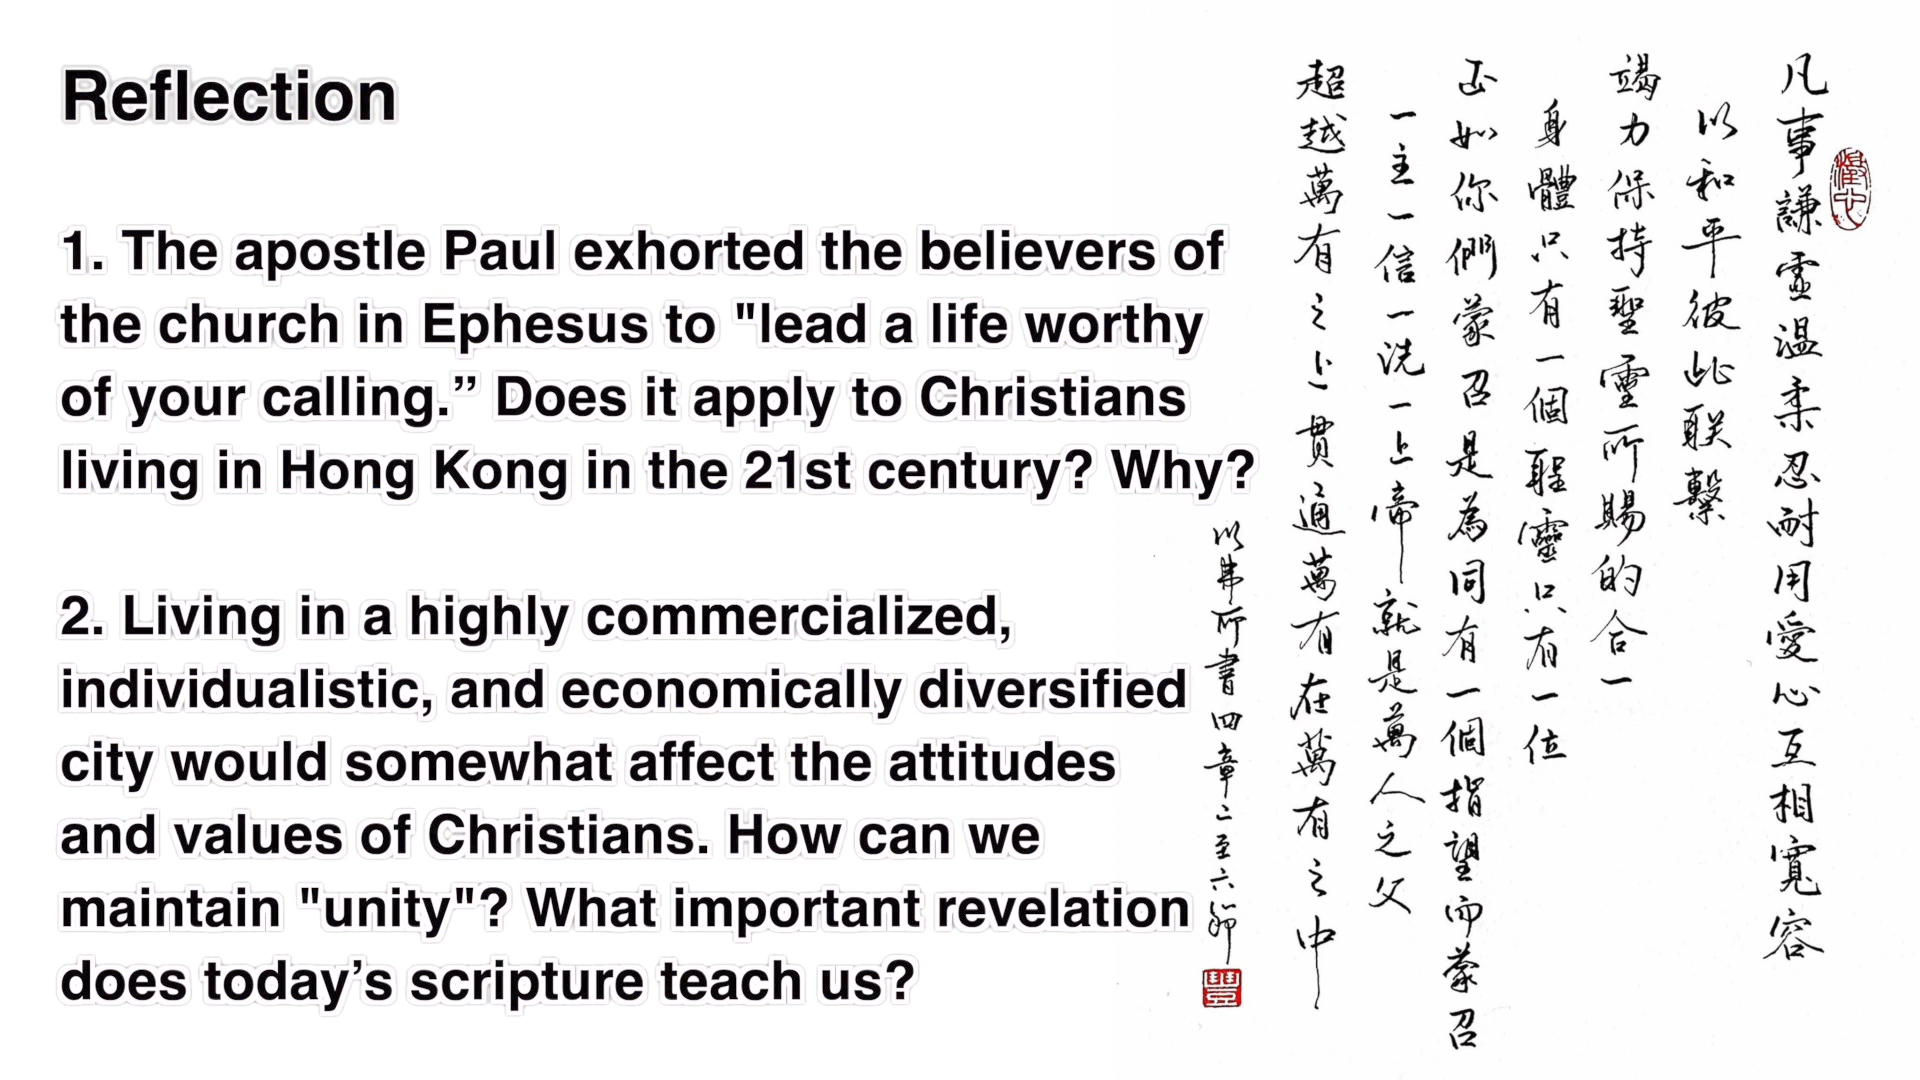 Reflection
1. The apostle Paul exhorted the believers of
the church in Ephesus to "lead a life worthy
of your calling.” Does it apply to Christians
living in Hong Kong in the 21st century? Why?
2. Living in a highly commercialized,
individualistic, and economically diversified
city would somewhat affect the attitudes
and values of Christians. How can we
maintain "unity"? What important revelation
does today’s scripture teach us?
凡事謙虛溫柔忍耐用愛心互相寬容
以和平彼此联繫
竭力保持聖靈所賜的合一
身體只有一個聖靈只有一位
正如你們蒙召是為同有一個指望而蒙召
一主一信一洗一上帝就是萬人之父
超越萬有之上貫通萬有在萬有之中
以弗所書四章二至六節